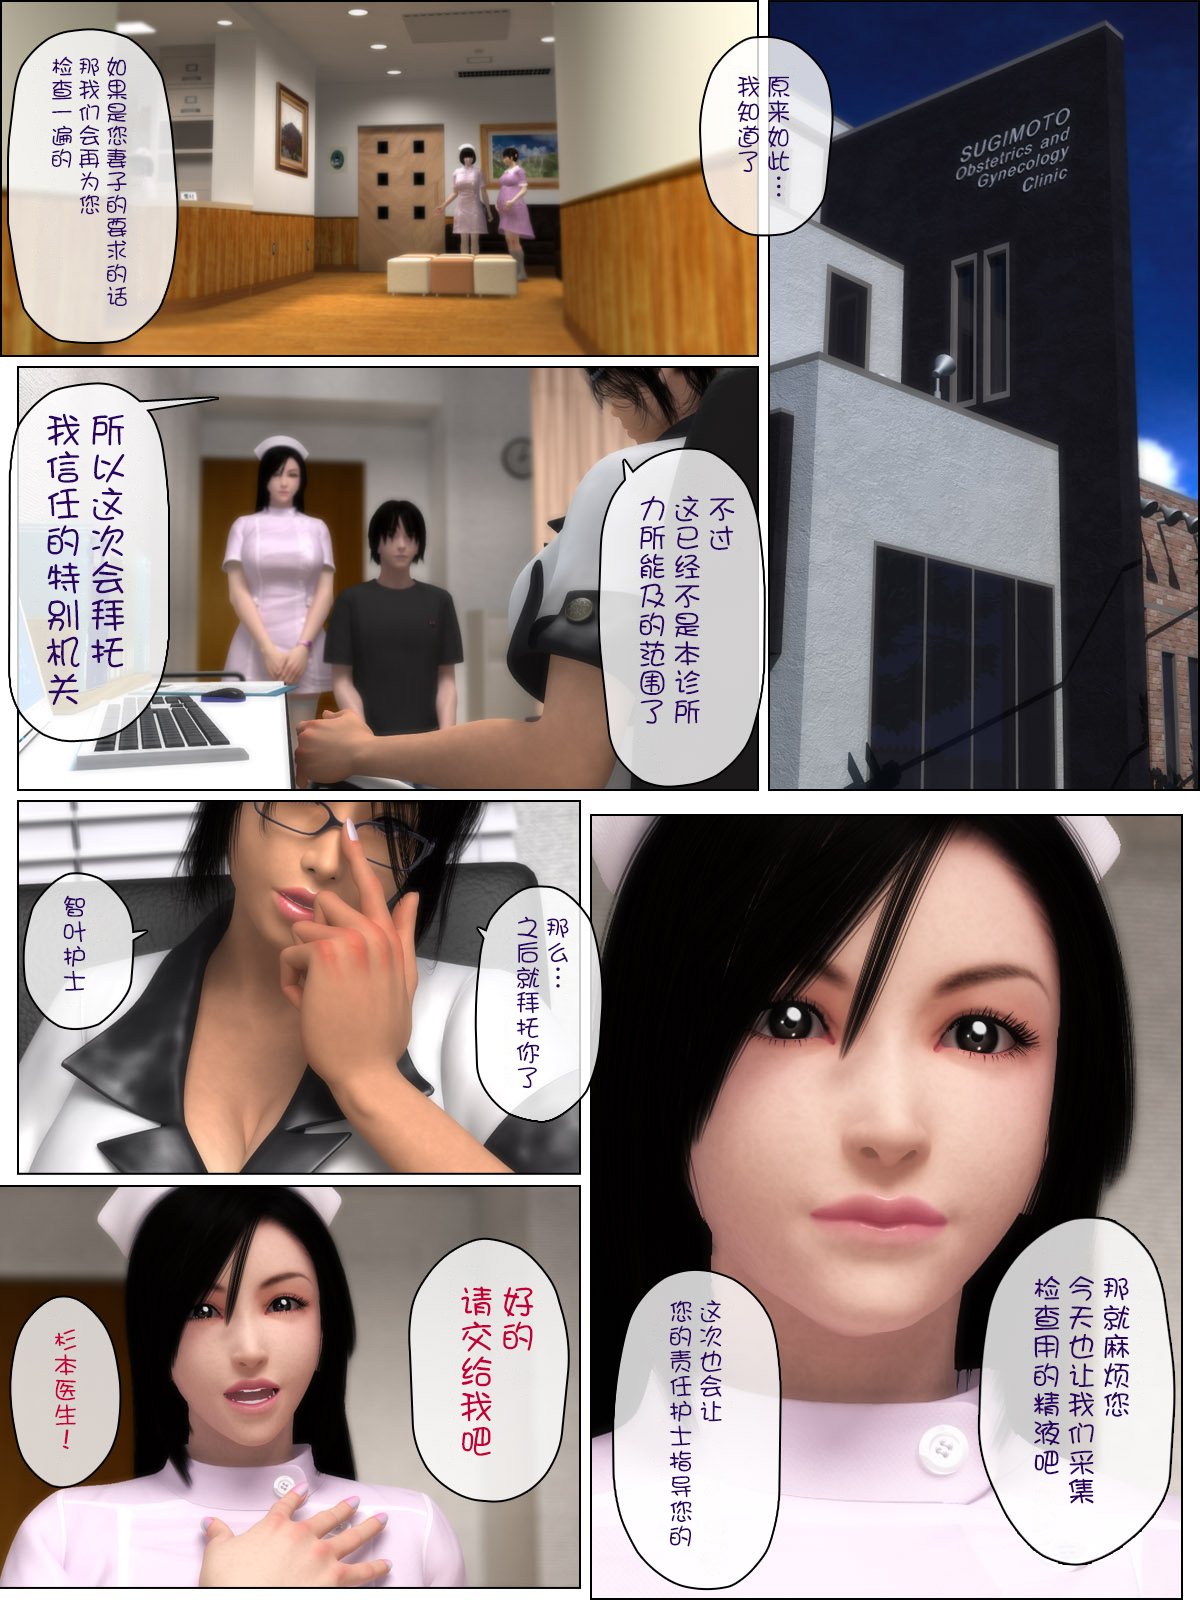 SUGIMOTO
Obstetrics and
Gynecology
Clinic
原来如此…
我知道了
如果是您妻子的要求的话
那我们会再为您
检查一遍的
不过
这已经不是本诊所
力所能及的范围了
所以这次会拜托
我信任的特别机关
那就麻烦您
今天也让我们采集
检查用的精液吧
这次也会让
您的责任护士指导您的
那么…
之后就拜托你了
智叶护士
好的
请交给我吧
杉本医生！